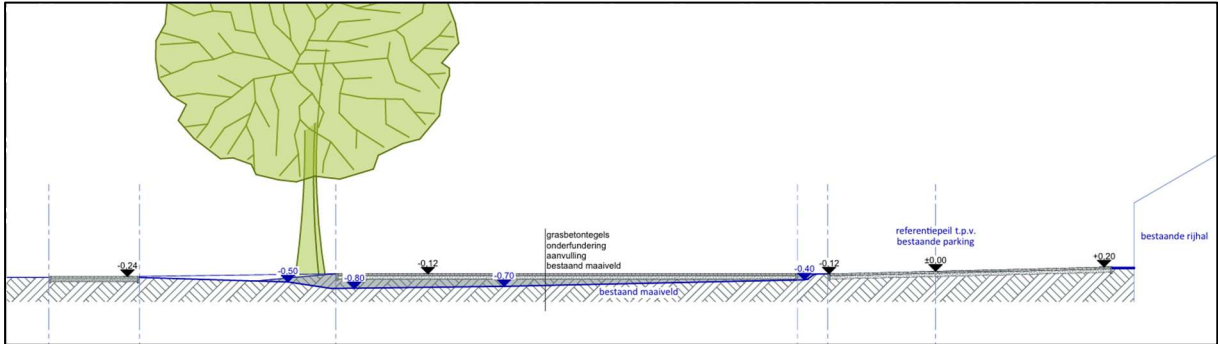 referentiepeil t.p.v.
bestaande parking
bestaande rijhal
grasbetontegels
onderfundering
aanvulling
bestaand maaiveld
-0.24
-0.50
-0.80
-0.12
-0.70
-0.40
-0.12
±0.00
+0.20
bestaand maaiveld